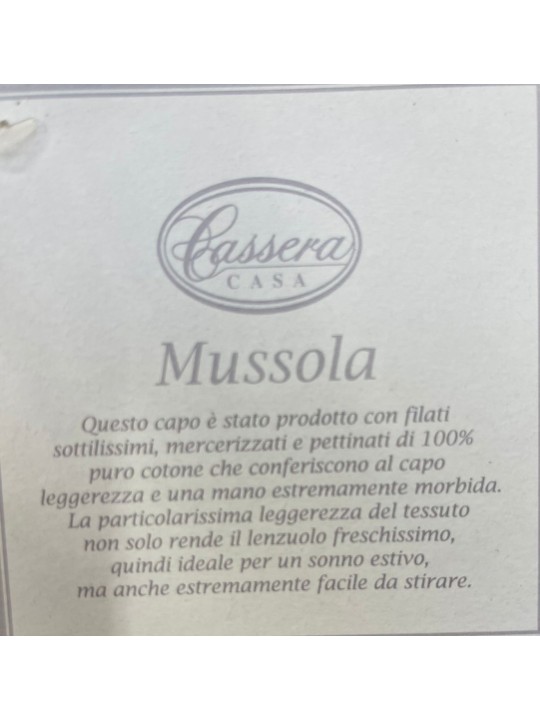 Cassera
CASA
Mussola
Questo capo è stato prodotto con filati
sottilissimi, mercerizzati e pettinati di 100%
puro cotone che conferiscono al capo
leggerezza e una mano estremamente morbida.
La particolarissima leggerezza del tessuto
non solo rende il lenzuolo freschissimo,
quindi ideale per un sonno estivo,
ma anche estremamente facile da stirare.